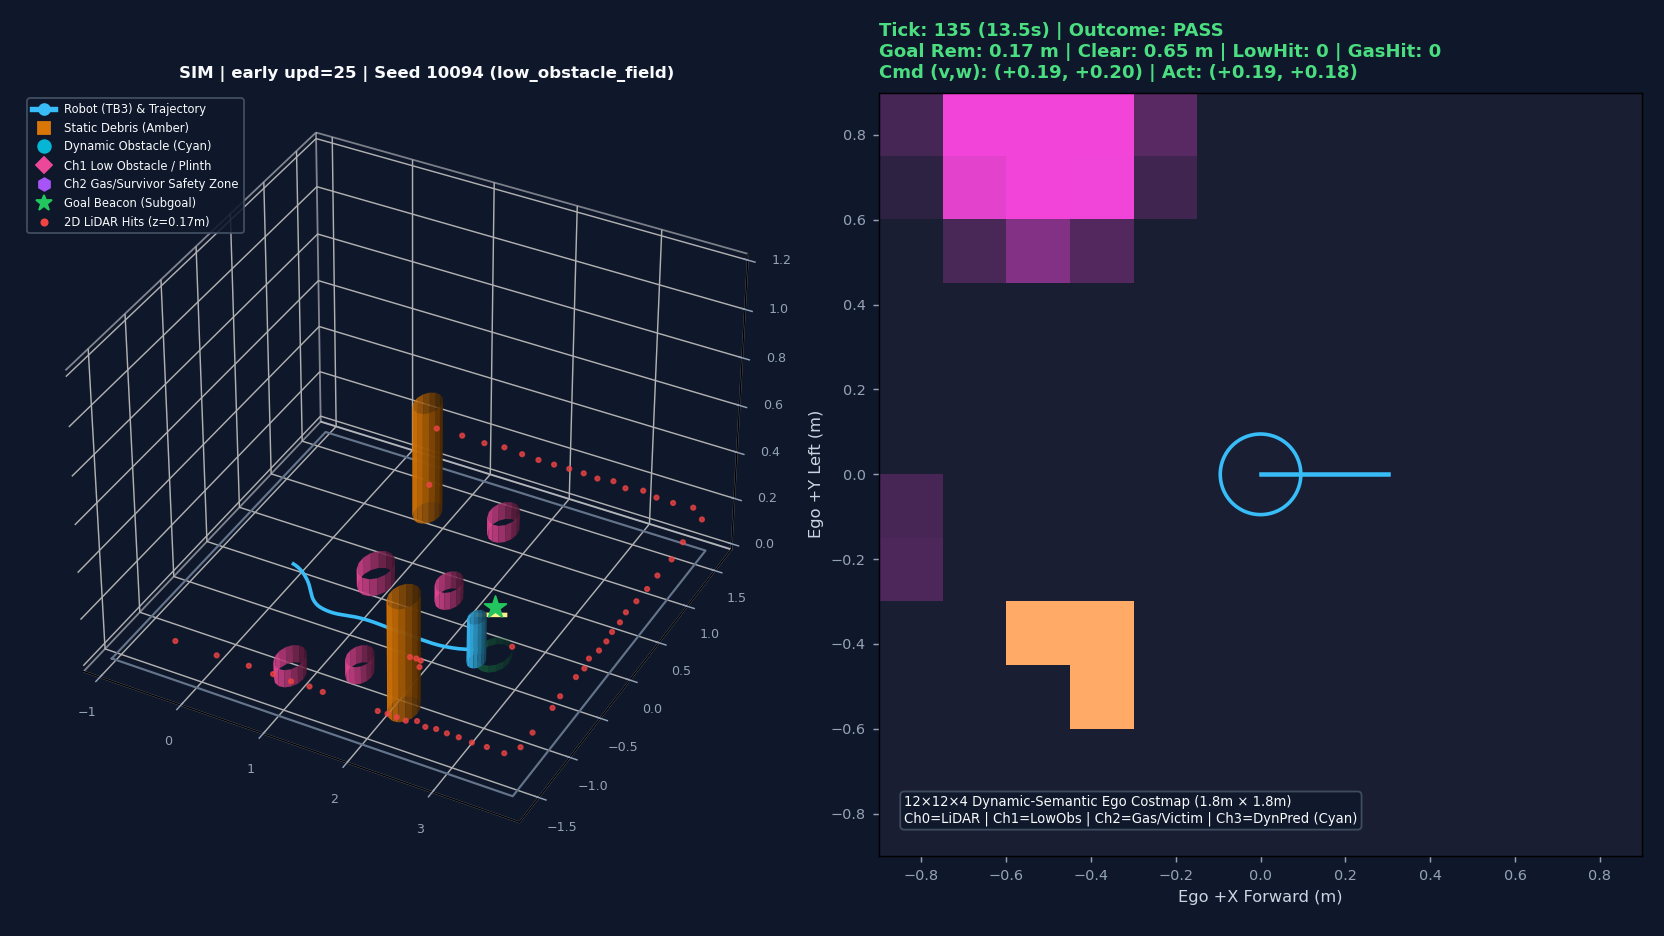 SIM | early upd=25 | Seed 10094 (low_obstacle_field)
Robot (TB3) & Trajectory
Static Debris (Amber)
Dynamic Obstacle (Cyan)
Ch1 Low Obstacle / Plinth
Ch2 Gas/Survivor Safety Zone
Goal Beacon (Subgoal)
2D LiDAR Hits (z=0.17m)
1.2
1.0
0.8
0.6
0.4
0.2
0.0
1.5
1.0
0.5
0.0
−0.5
−1.0
−1.5
−1
0
1
2
3
Tick: 135 (13.5s) | Outcome: PASS
Goal Rem: 0.17 m | Clear: 0.65 m | LowHit: 0 | GasHit: 0
Cmd (v,w): (+0.19, +0.20) | Act: (+0.19, +0.18)
Ego +Y Left (m)
0.8
0.6
0.4
0.2
0.0
−0.2
−0.4
−0.6
−0.8
12×12×4 Dynamic-Semantic Ego Costmap (1.8m × 1.8m)
Ch0=LiDAR | Ch1=LowObs | Ch2=Gas/Victim | Ch3=DynPred (Cyan)
−0.8 −0.6 −0.4 −0.2 0.0 0.2 0.4 0.6 0.8
Ego +X Forward (m)